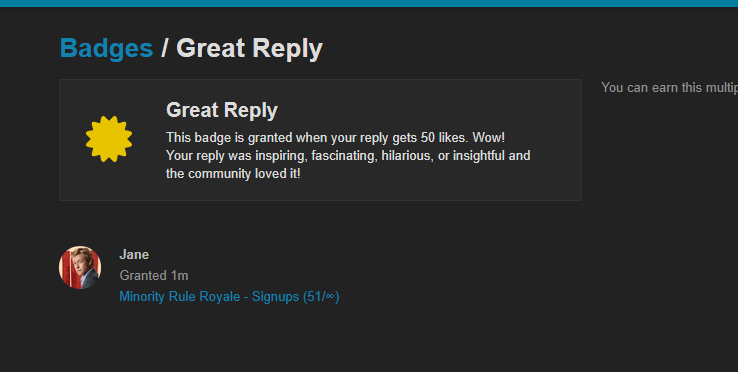 Badges / Great Reply
You can earn this multip
Great Reply
This badge is granted when your reply gets 50 likes. Wow!
Your reply was inspiring, fascinating, hilarious, or insightful and
the community loved it!
Jane
Granted 1m
Minority Rule Royale - Signups (51/∞)